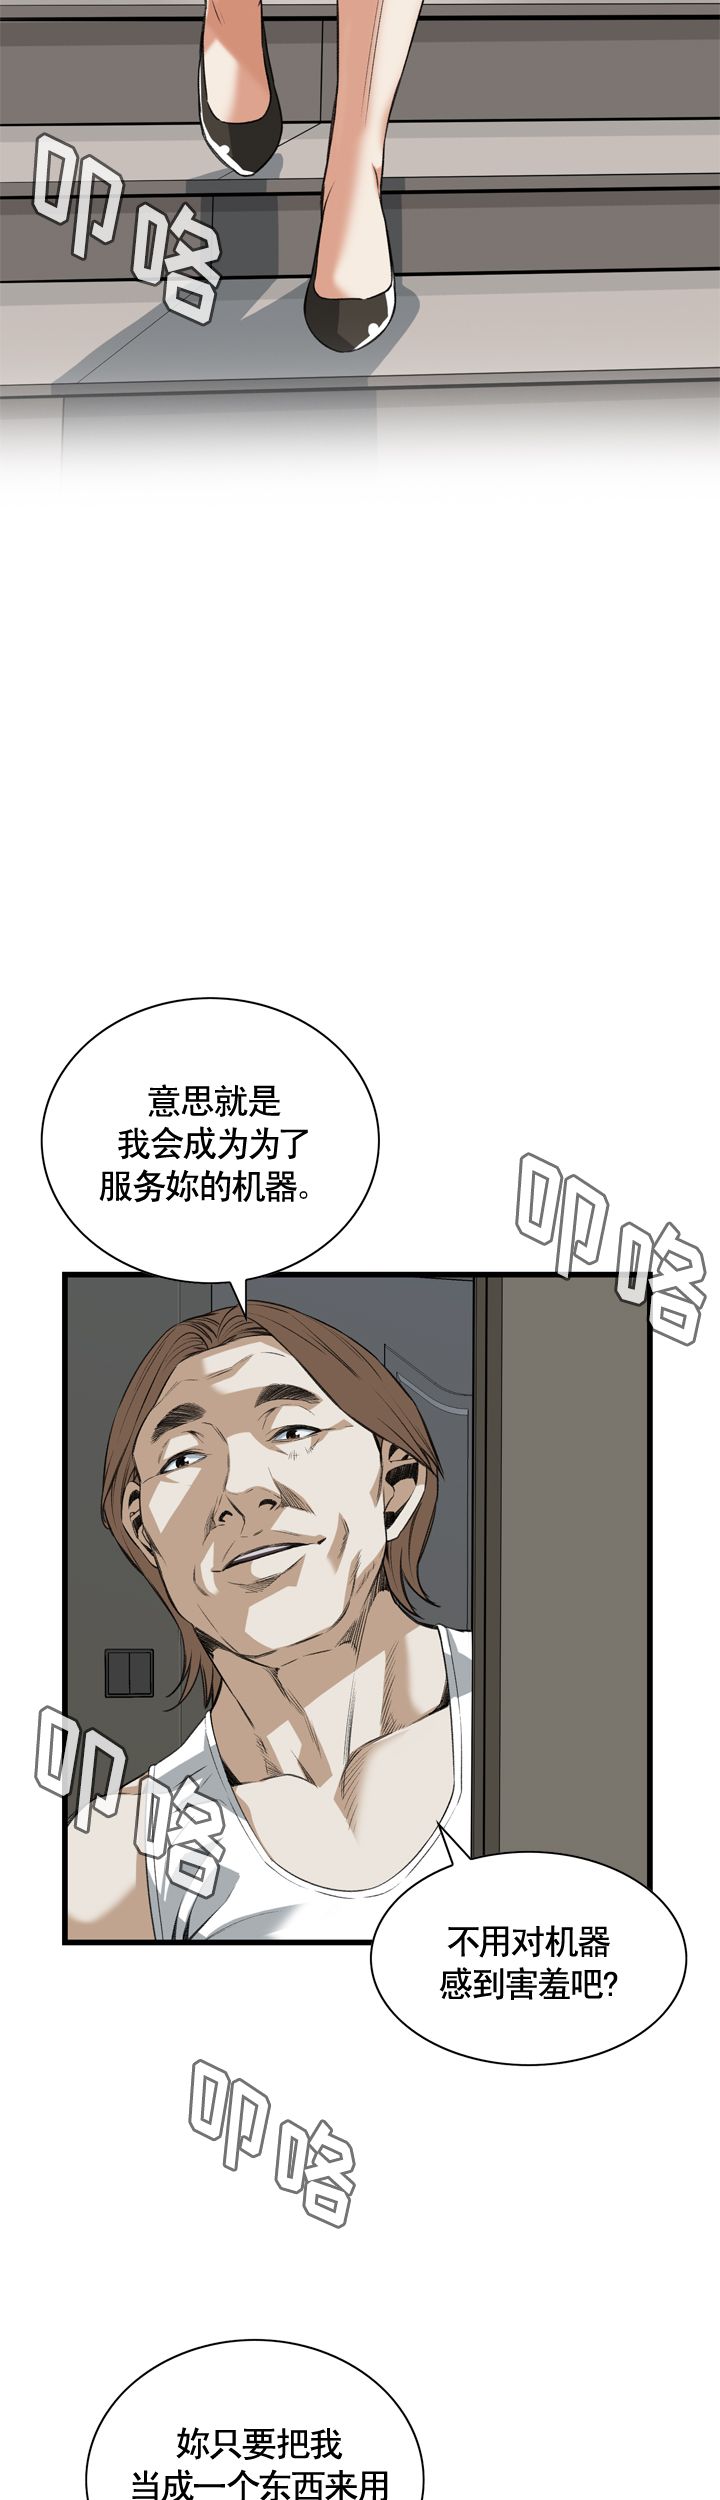 叩咯
意思就是
我会成为为了
服务妳的机器。
叩咯
叩咯
不用对机器
感到害羞吧?
叩咯
妳只要把我
当成一个东西来用